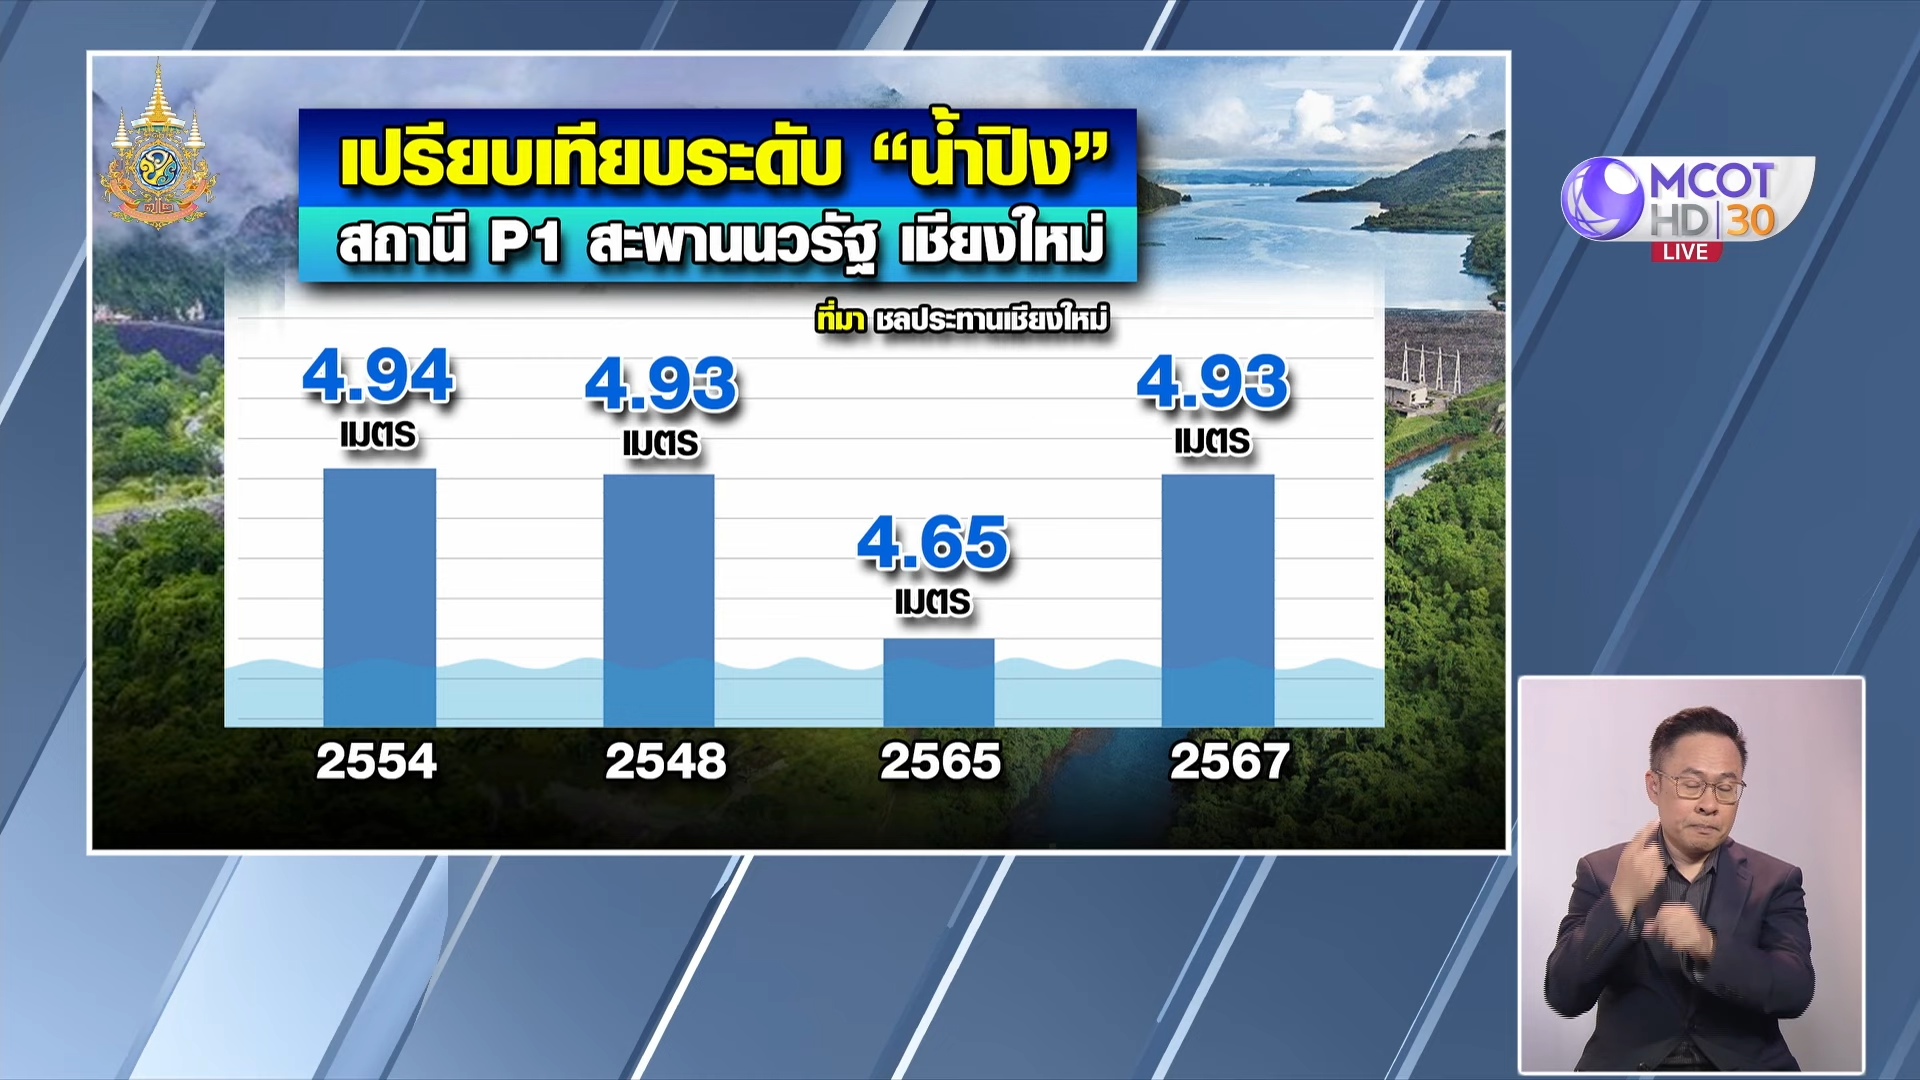 เปรียบเทียบระดับ “น้ำปิง”
สถานี P1 สะพานนวรัฐ เชียงใหม่
ที่มา ชลประทานเชียงใหม่
4.94
เมตร
4.93
เมตร
4.65
เมตร
4.93
เมตร
2554 2548 2565 2567
MCOT
HD 30
LIVE